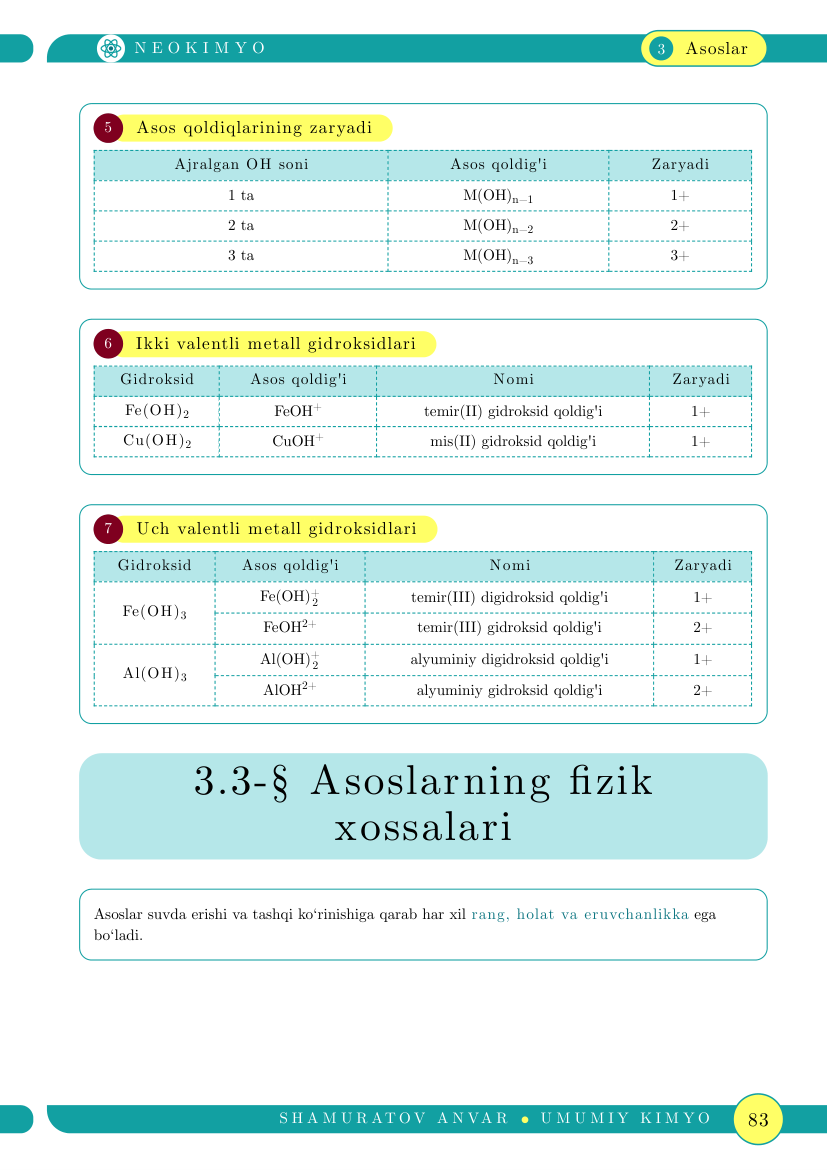 NEOKIMYO
3 Asoslar
5 Asos qoldiqlarining zaryadi
Ajralgan OH soni Asos qoldig'i Zaryadi
1 ta M(OH)ₙ₋₁ 1+
2 ta M(OH)ₙ₋₂ 2+
3 ta M(OH)ₙ₋₃ 3+
6 Ikki valentli metall gidroksidlari
Gidroksid Asos qoldig'i Nomi Zaryadi
Fe(OH)₂ FeOH⁺ temir(II) gidroksid qoldig'i 1+
Cu(OH)₂ CuOH⁺ mis(II) gidroksid qoldig'i 1+
7 Uch valentli metall gidroksidlari
Gidroksid Asos qoldig'i Nomi Zaryadi
Fe(OH)₃ Fe(OH)₂⁺ temir(III) digidroksid qoldig'i 1+
FeOH²⁺ temir(III) gidroksid qoldig'i 2+
Al(OH)₃ Al(OH)₂⁺ alyuminiy digidroksid qoldig'i 1+
AlOH²⁺ alyuminiy gidroksid qoldig'i 2+
3.3-§ Asoslarning fizik
xossalari
Asoslar suvda erishi va tashqi ko‘rinishiga qarab har xil rang, holat va eruvchanlikka ega
bo‘ladi.
SHAMURATOV ANVAR • UMUMIY KIMYO 83